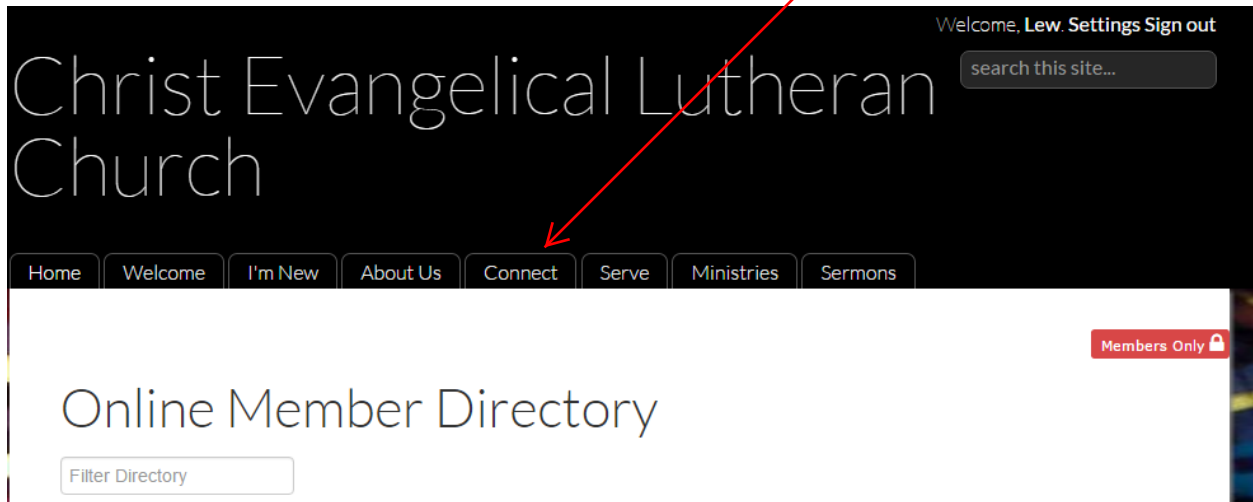 Welcome, Lew. Settings Sign out
Christ Evangelical Lutheran
Church
search this site...
Home Welcome I'm New About Us Connect Serve Ministries Sermons
Members Only
Online Member Directory
Filter Directory